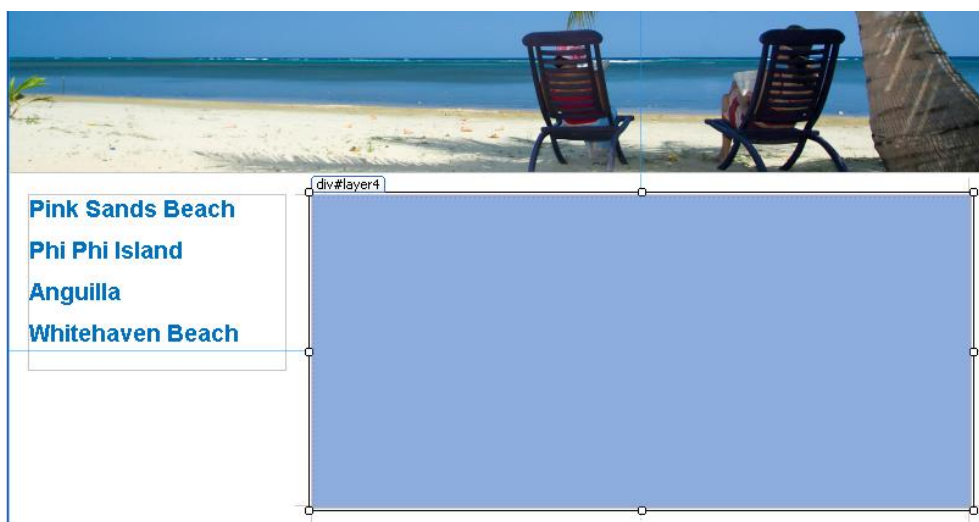 div#layer4
Pink Sands Beach
Phi Phi Island
Anguilla
Whitehaven Beach